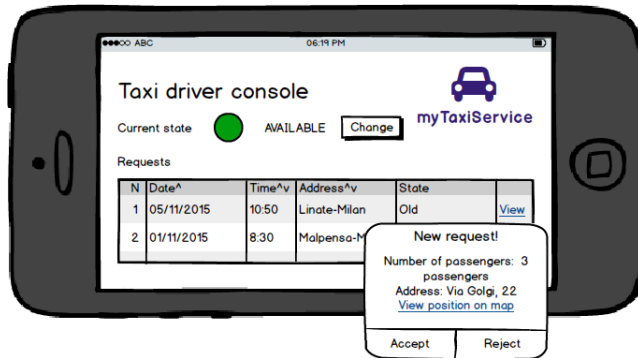 ABC 06:19 PM
Taxi driver console
myTaxiService
Current state AVAILABLE Change
Requests
N Date^ Time^v Address^v State
1 05/11/2015 10:50 Linate-Milan Old View
2 01/11/2015 8:30 Malpensa-M
New request!
Number of passengers: 3
passengers
Address: Via Golgi, 22
View position on map
Accept Reject